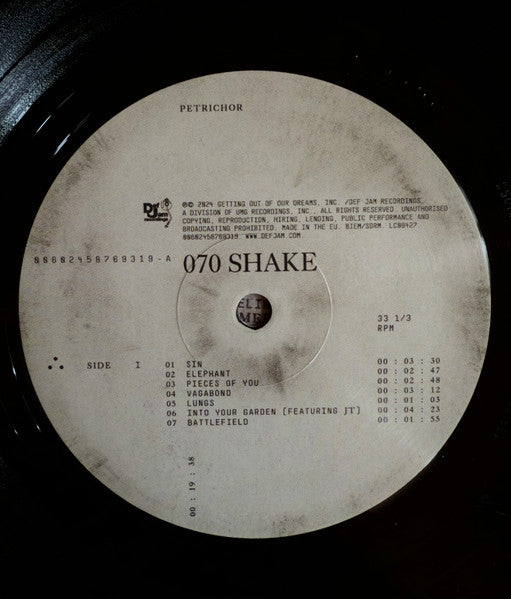 PETRICHOR
Def Jam recordings
℗© 2024 GETTING OUT OF OUR DREAMS, INC. /DEF JAM RECORDINGS,
A DIVISION OF UMG RECORDINGS, INC., ALL RIGHTS RESERVED. UNAUTHORISED
COPYING, REPRODUCTION, HIRING, LENDING, PUBLIC PERFORMANCE AND
BROADCASTING PROHIBITED. MADE IN THE EU. BIEM/SDRM. LC00427.
00602458769319. WWW.DEFJAM.COM.
00602458769319-A
070 SHAKE
33 1/3
RPM
SIDE I
01 SIN 00 : 03 : 30
02 ELEPHANT 00 : 02 : 47
03 PIECES OF YOU 00 : 02 : 48
04 VAGABOND 00 : 03 : 12
05 LUNGS 00 : 01 : 03
06 INTO YOUR GARDEN (FEATURING JT) 00 : 04 : 23
07 BATTLEFIELD 00 : 01 : 55
00 : 19 : 38